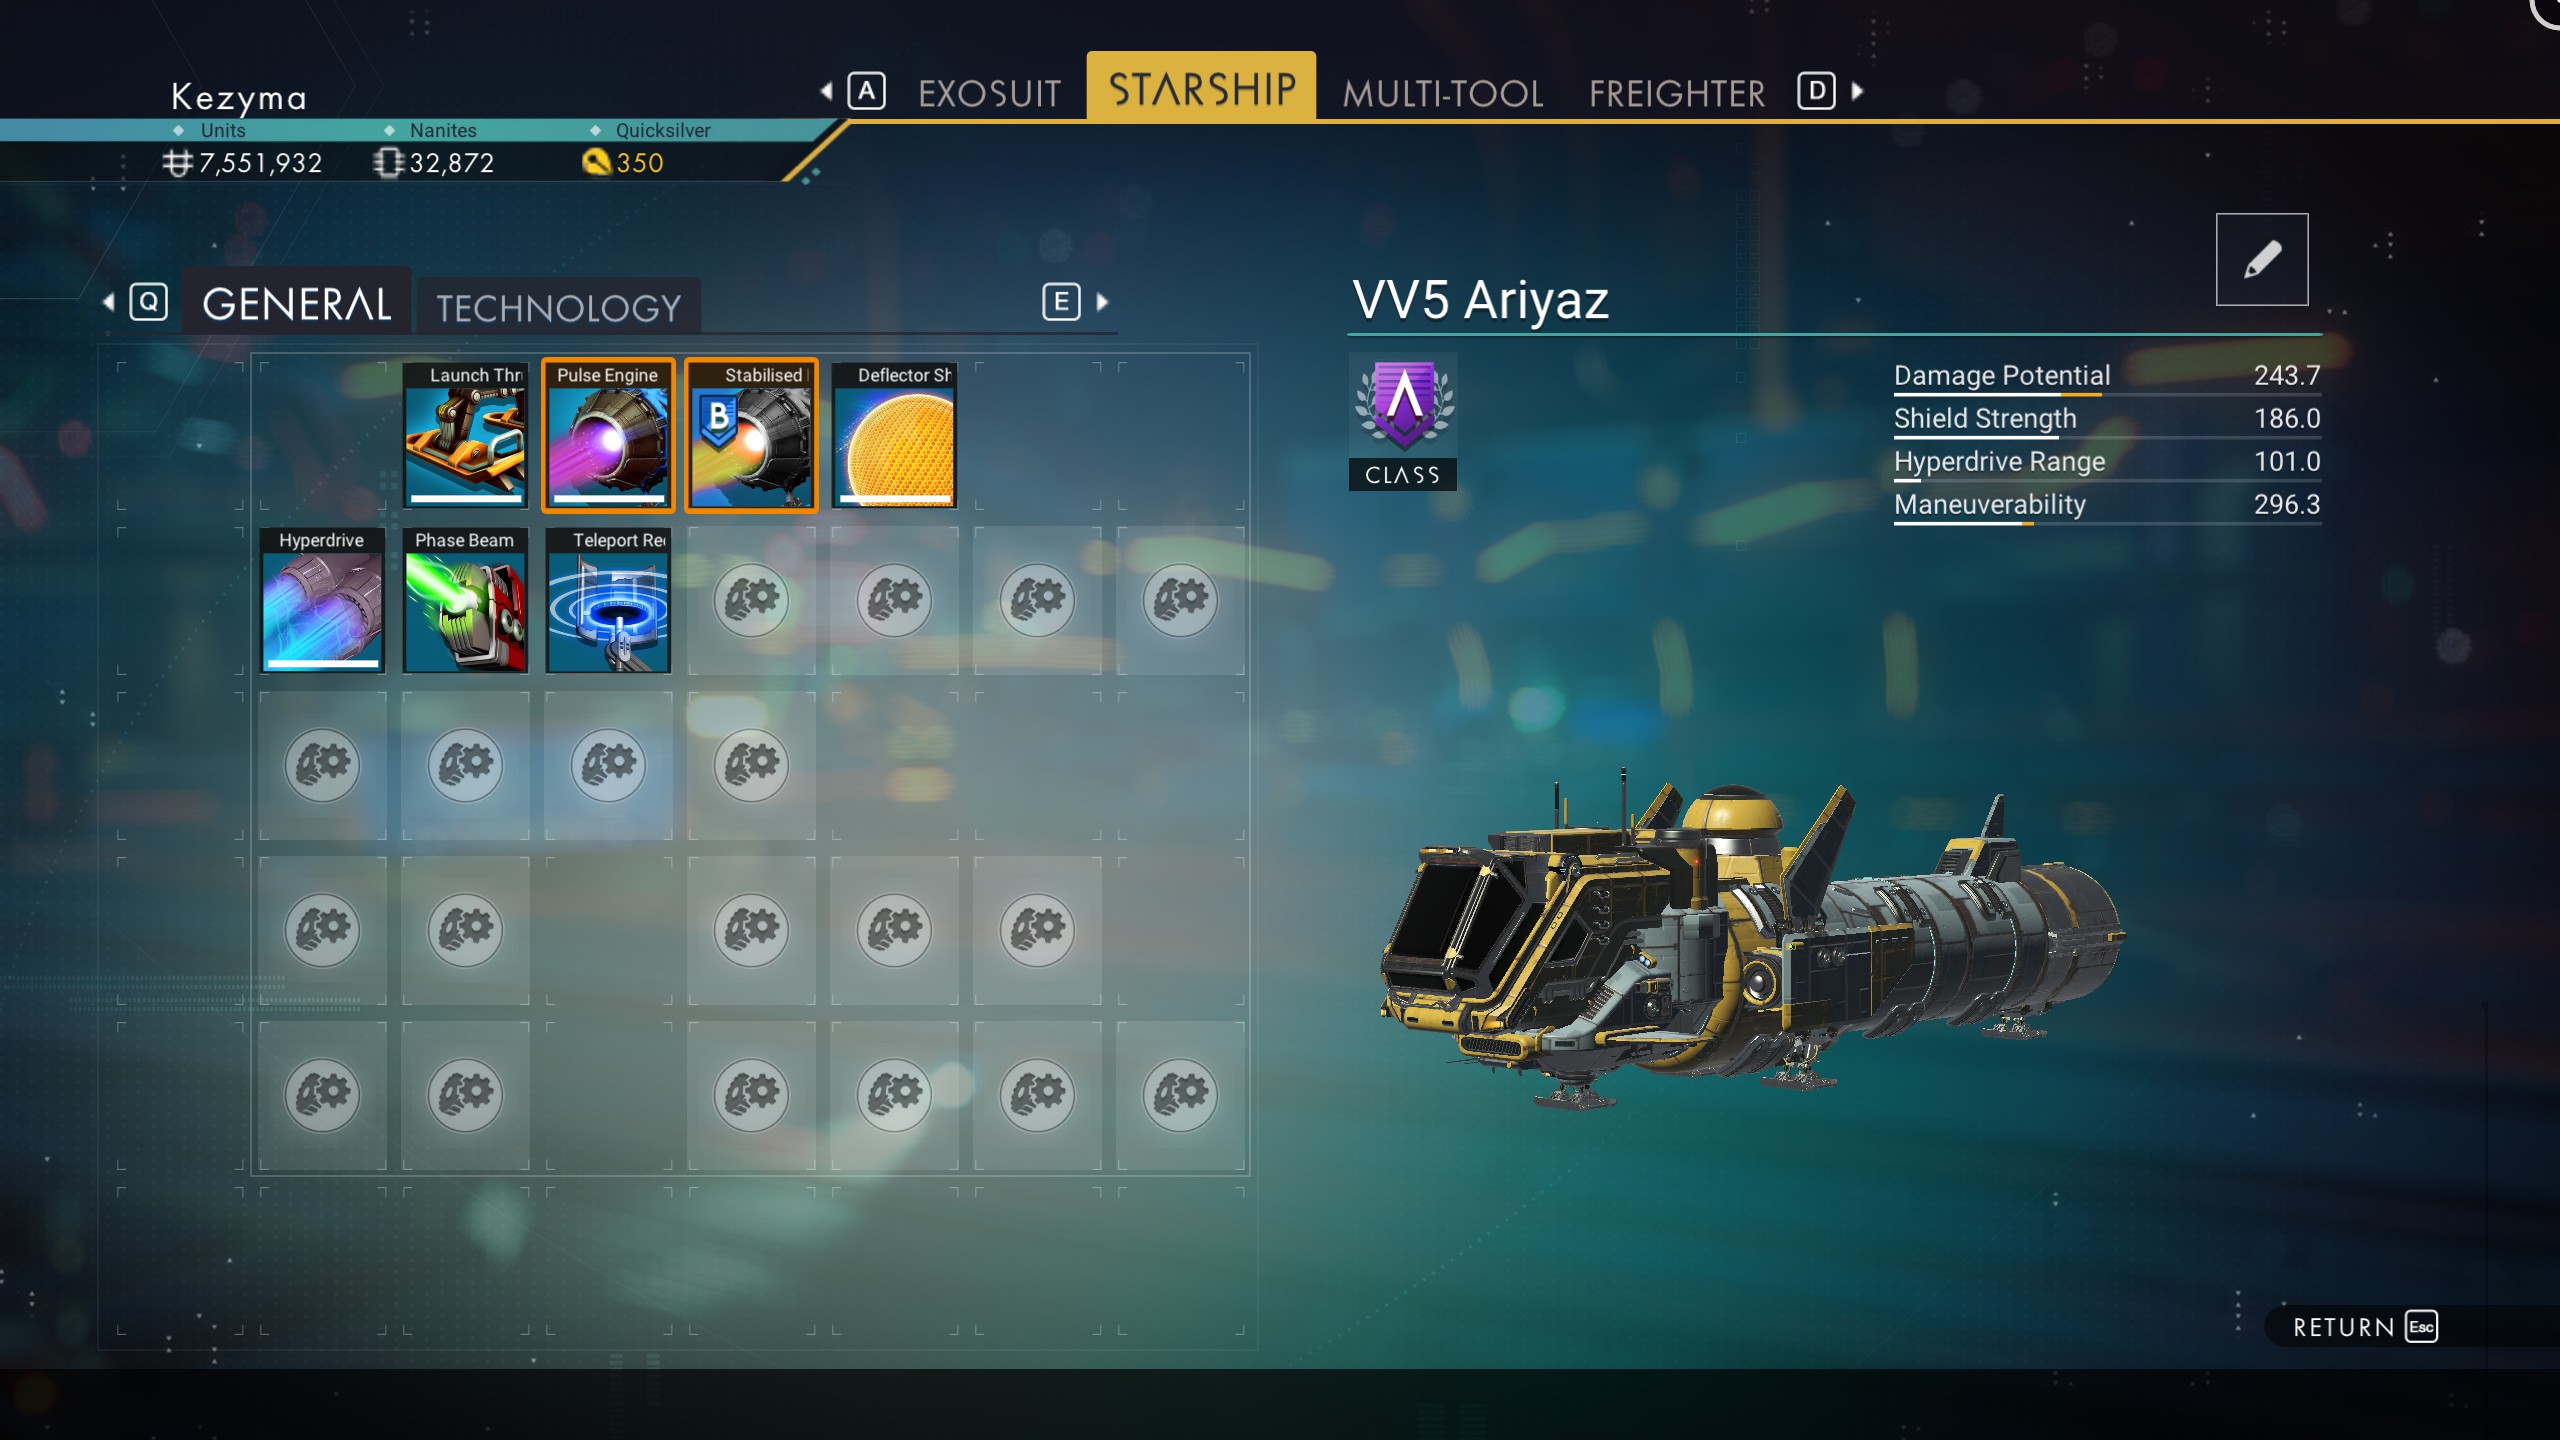 Kezyma
Units Nanites Quicksilver
7,551,932 32,872 350
A EXOSUIT STARSHIP MULTI-TOOL FREIGHTER D
Q GENERAL TECHNOLOGY E
Launch Thr Pulse Engine Stabilised Deflector Sh
B
Hyperdrive Phase Beam Teleport Rec
VV5 Ariyaz
A
CLASS
Damage Potential 243.7
Shield Strength 186.0
Hyperdrive Range 101.0
Maneuverability 296.3
RETURN Esc